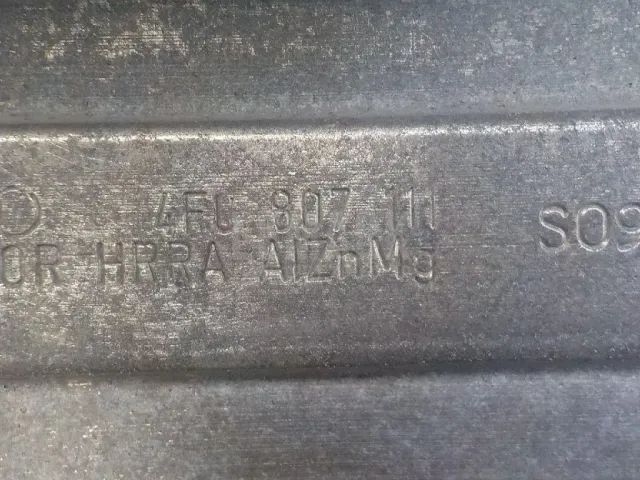 4F0 807 111
OR HRRA AlZnMg
S09